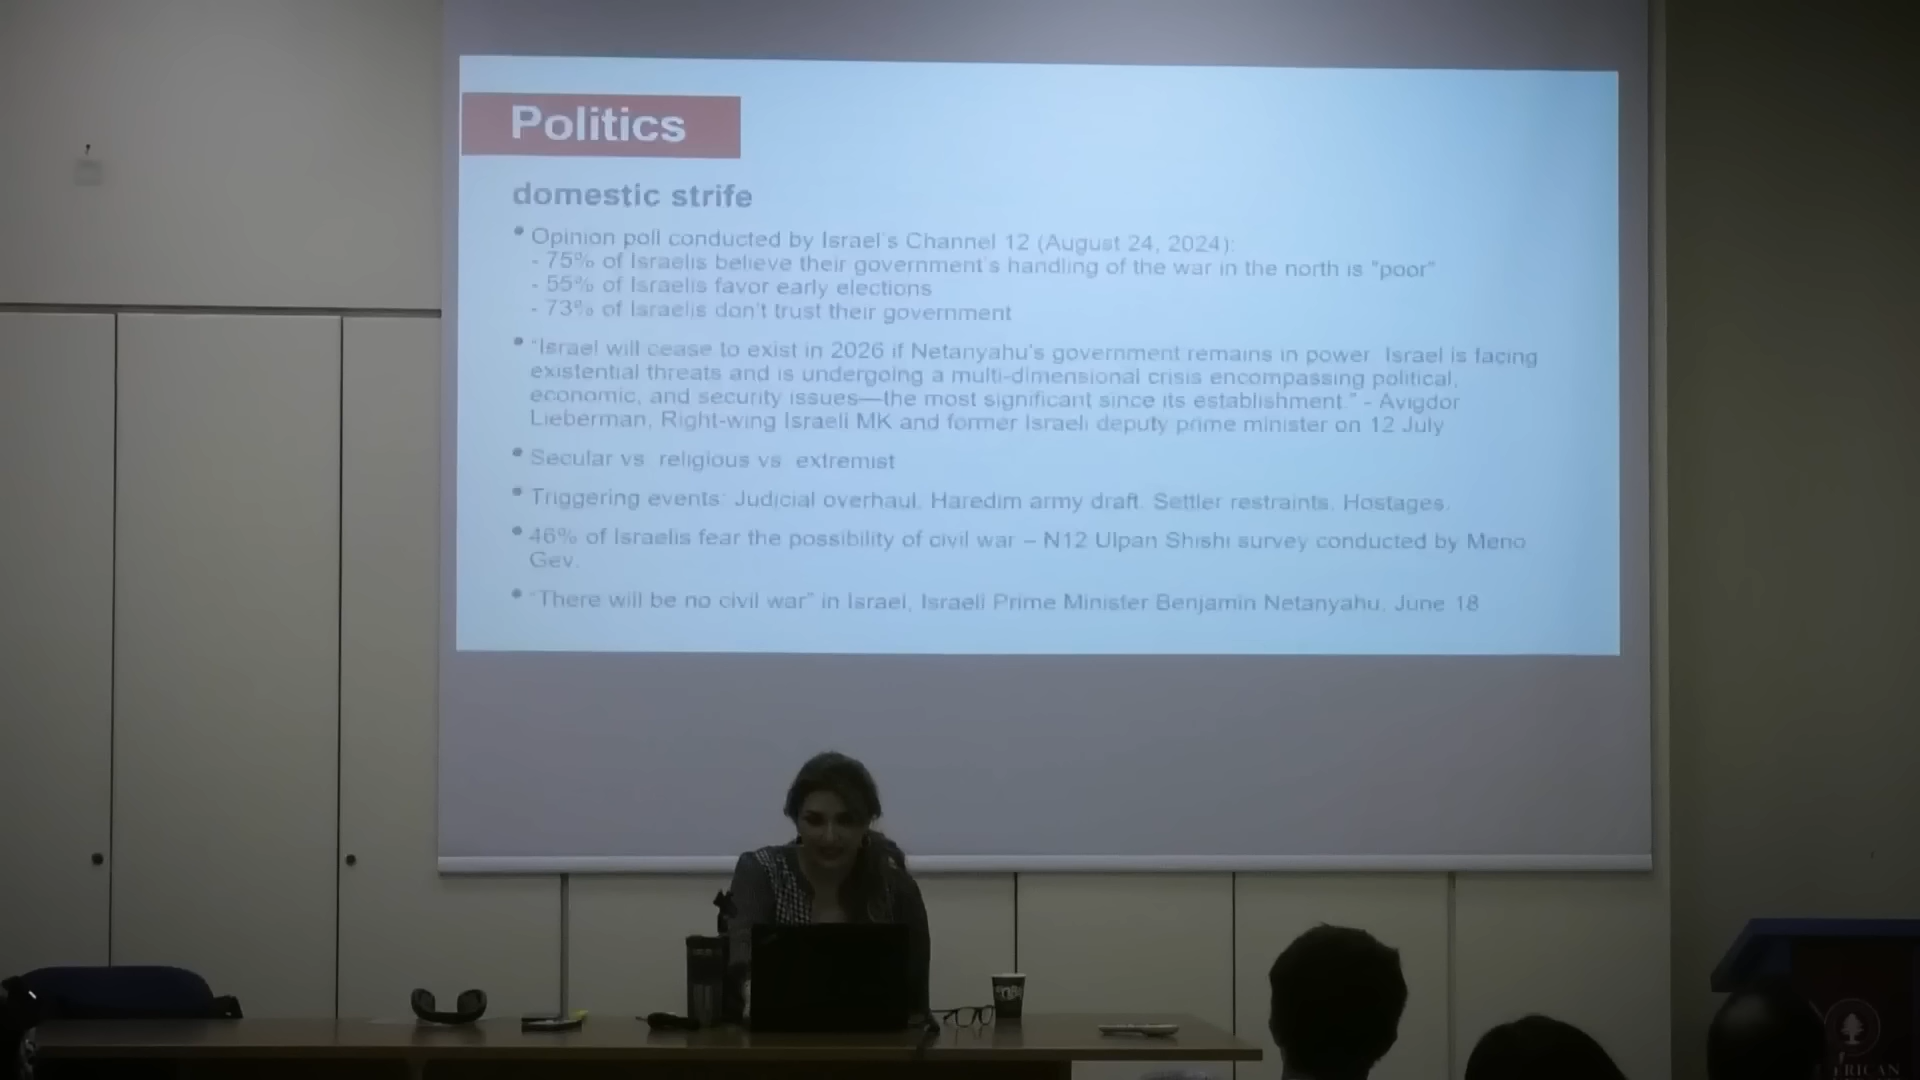 Politics
domestic strife
• Opinion poll conducted by Israel's Channel 12 (August 24, 2024):
- 75% of Israelis believe their government's handling of the war in the north is "poor"
- 55% of Israelis favor early elections
- 73% of Israelis don't trust their government
• "Israel will cease to exist in 2026 if Netanyahu's government remains in power. Israel is facing
existential threats and is undergoing a multi-dimensional crisis encompassing political,
economic, and security issues—the most significant since its establishment." - Avigdor
Lieberman, Right-wing Israeli MK and former Israeli deputy prime minister on 12 July
• Secular vs. religious vs. extremist
• Triggering events: Judicial overhaul. Haredim army draft. Settler restraints. Hostages.
• 46% of Israelis fear the possibility of civil war – N12 Ulpan Shishi survey conducted by Meno
Gev.
• "There will be no civil war" in Israel, Israeli Prime Minister Benjamin Netanyahu, June 18